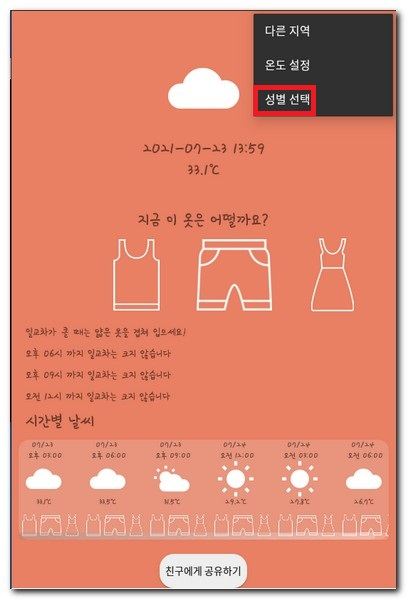 다른 지역
온도 설정
성별 선택
2021-07-23 13:59
33.1℃
지금 이 옷은 어떨까요?
일교차가 클 때는 얇은 옷을 겹쳐 입으세요!
오후 06시 까지 일교차는 크지 않습니다
오후 09시 까지 일교차는 크지 않습니다
오전 12시 까지 일교차는 크지 않습니다
시간별 날씨
07/23 07/23 07/23 07/24 07/24 07/24
오후 03:00 오후 06:00 오후 09:00 오전 12:00 오전 03:00 오전 06:00
33.1℃ 33.5℃ 31.5℃ 29.2℃ 27.8℃ 26.7℃
친구에게 공유하기